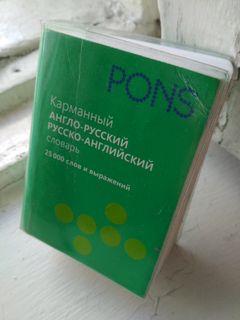 PONS
Карманный
АНГЛО-РУССКИЙ
РУССКО-АНГЛИЙСКИЙ
словарь
25 000 слов и выражений